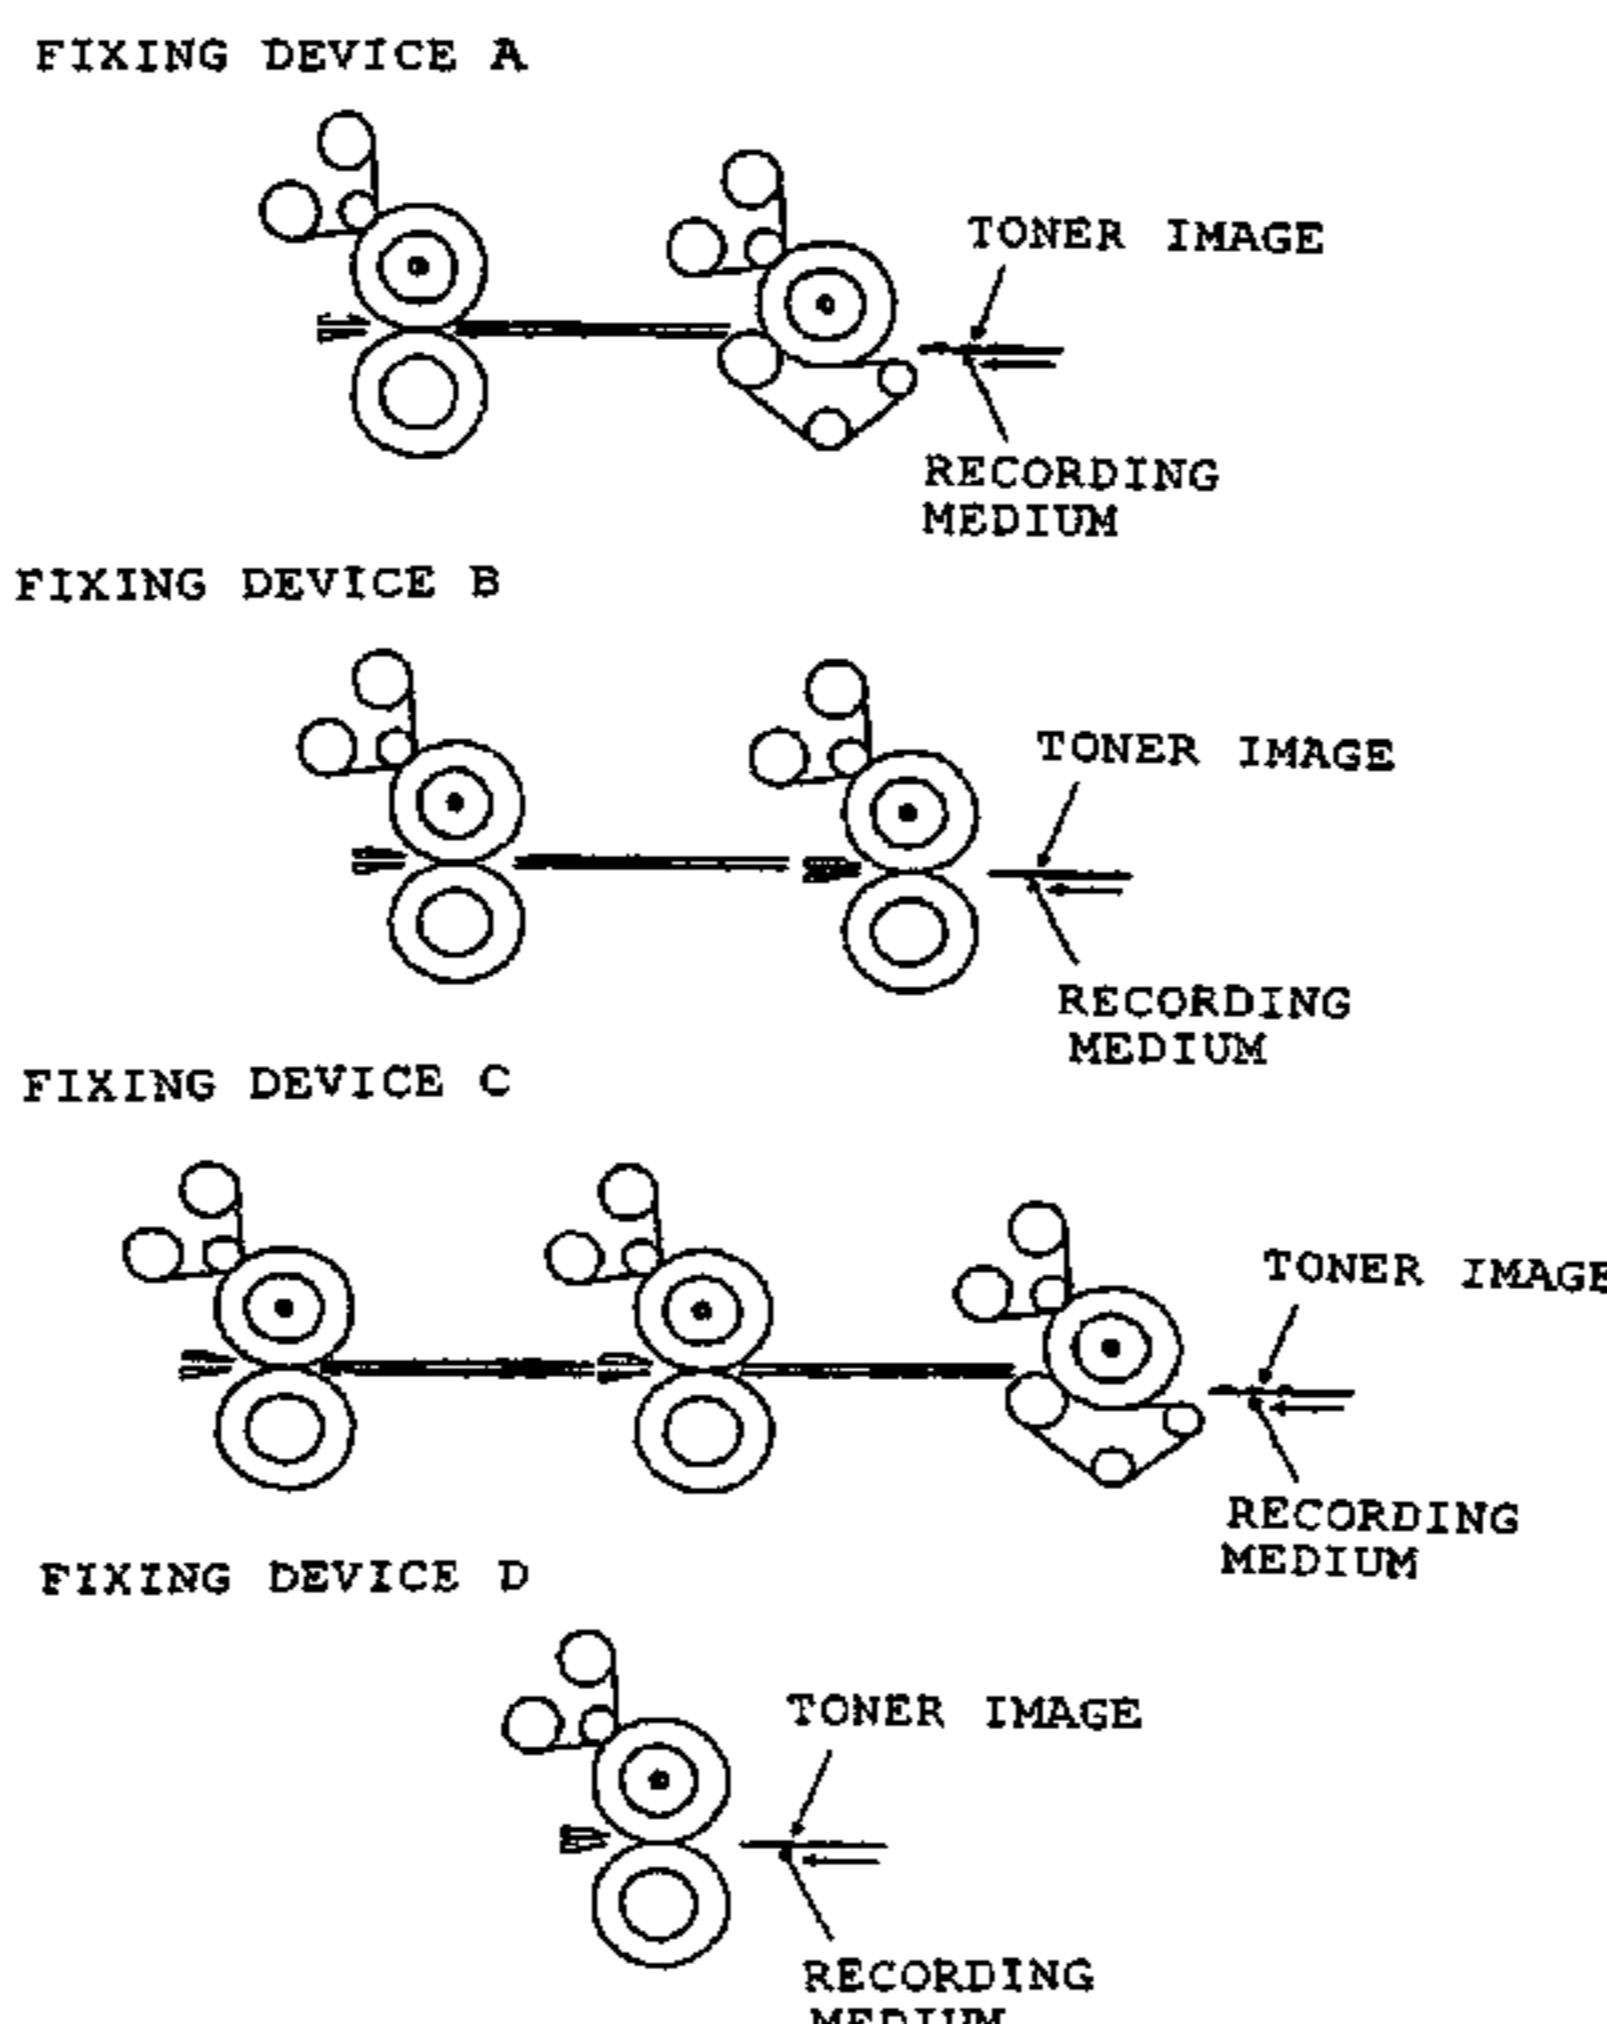 FIXING DEVICE A
TONER IMAGE
RECORDING
MEDIUM
FIXING DEVICE B
TONER IMAGE
RECORDING
MEDIUM
FIXING DEVICE C
TONER IMAGE
RECORDING
MEDIUM
FIXING DEVICE D
TONER IMAGE
RECORDING
MEDIUM